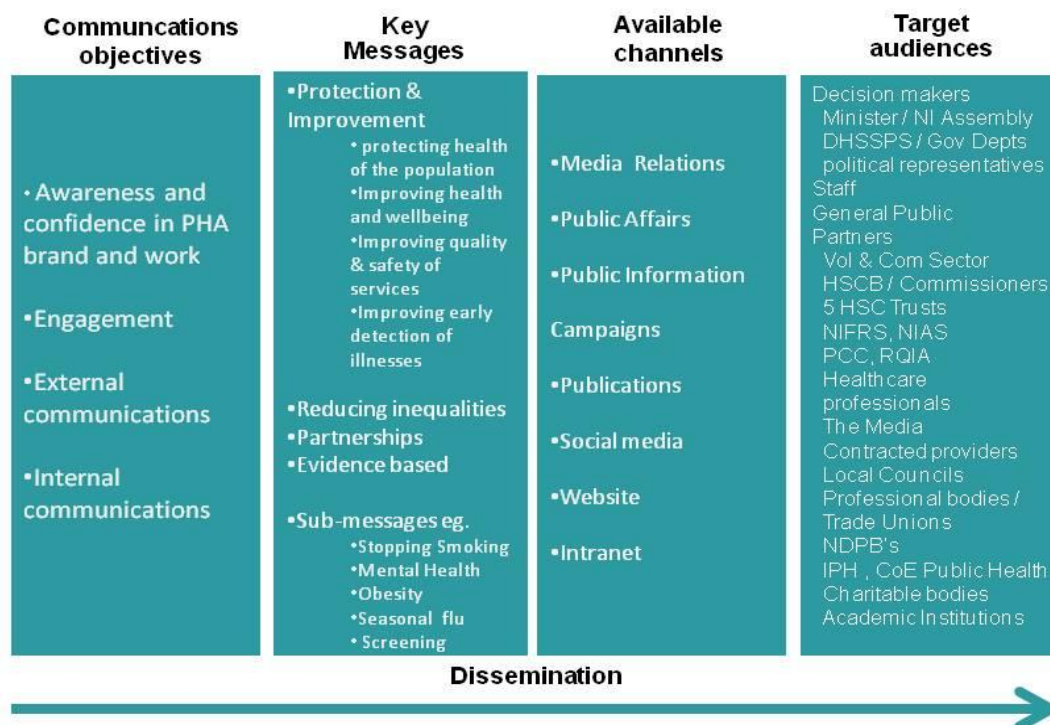 Communcations
objectives
•Awareness and
confidence in PHA
brand and work
•Engagement
•External
communications
•Internal
communications
Key
Messages
•Protection &
Improvement
• protecting health
of the population
•Improving health
and wellbeing
•Improving quality
& safety of
services
•Improving early
detection of
illnesses
•Reducing inequalities
•Partnerships
•Evidence based
•Sub-messages eg.
•Stopping Smoking
•Mental Health
•Obesity
•Seasonal flu
• Screening
Available
channels
•Media Relations
•Public Affairs
•Public Information
Campaigns
•Publications
•Social media
•Website
•Intranet
Target
audiences
Decision makers
Minister / NI Assembly
DHSSPS / Gov Depts
political representatives
Staff
General Public
Partners
Vol & Com Sector
HSCB / Commissioners
5 HSC Trusts
NIFRS, NIAS
PCC, RQIA
Healthcare
professionals
The Media
Contracted providers
Local Councils
Professional bodies /
Trade Unions
NDPB's
IPH , CoE Public Health
Charitable bodies
Academic Institutions
Dissemination